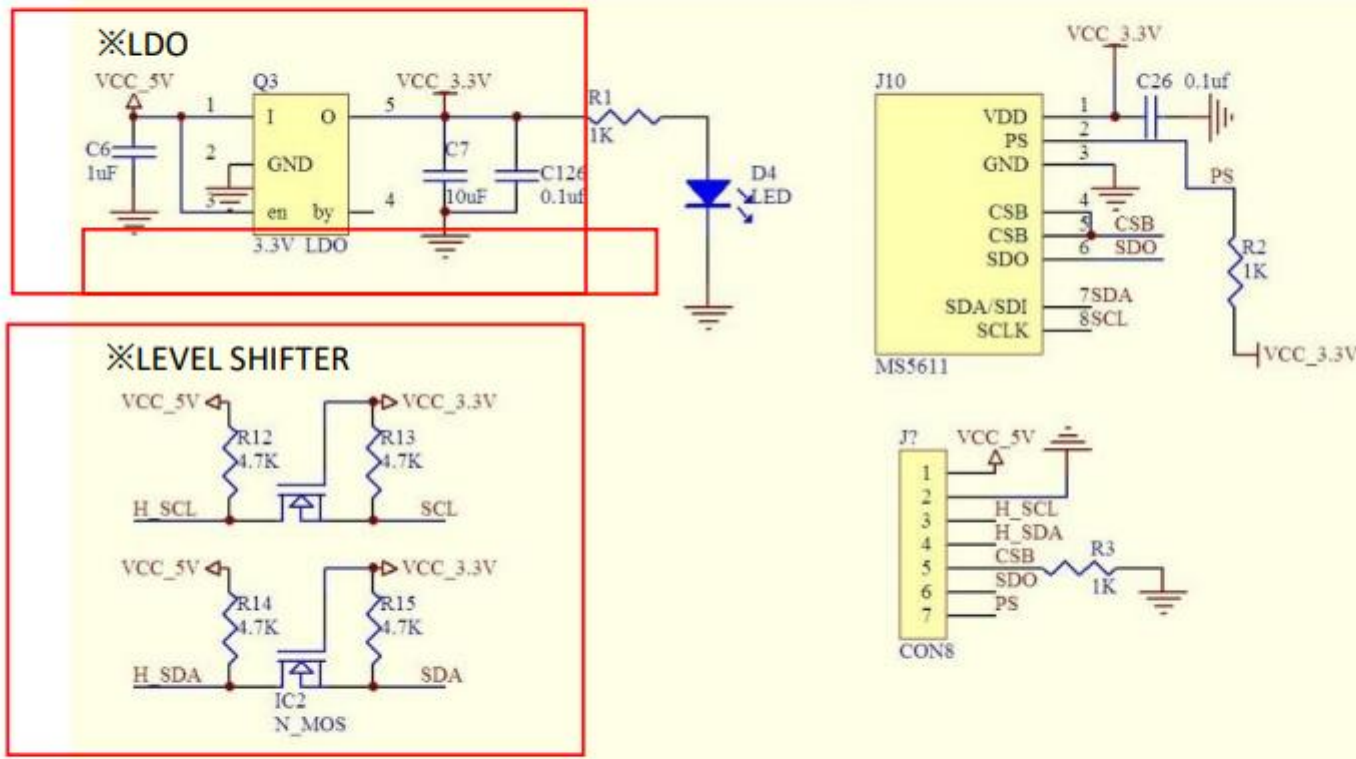 ※LDO
VCC_5V
Q3
VCC_3.3V
1
I
O
5
R1
1K
C6
1uF
2
GND
C7
10uF
C126
0.1uf
3
en
by
4
3.3V LDO
D4
LED
VCC_3.3V
J10
C26 0.1uf
VDD
1
PS
2
GND
3
PS
CSB
4
CSB
5
CSB
SDO
6
SDO
R2
1K
SDA/SDI
7
SDA
SCLK
8
SCL
MS5611
VCC_3.3V
※LEVEL SHIFTER
VCC_5V
VCC_3.3V
R12
4.7K
R13
4.7K
H_SCL
SCL
VCC_5V
VCC_3.3V
R14
4.7K
R15
4.7K
H_SDA
SDA
IC2
N_MOS
J?
VCC_5V
1
2
3
H_SCL
4
H_SDA
5
CSB
R3
1K
6
SDO
7
PS
CON8